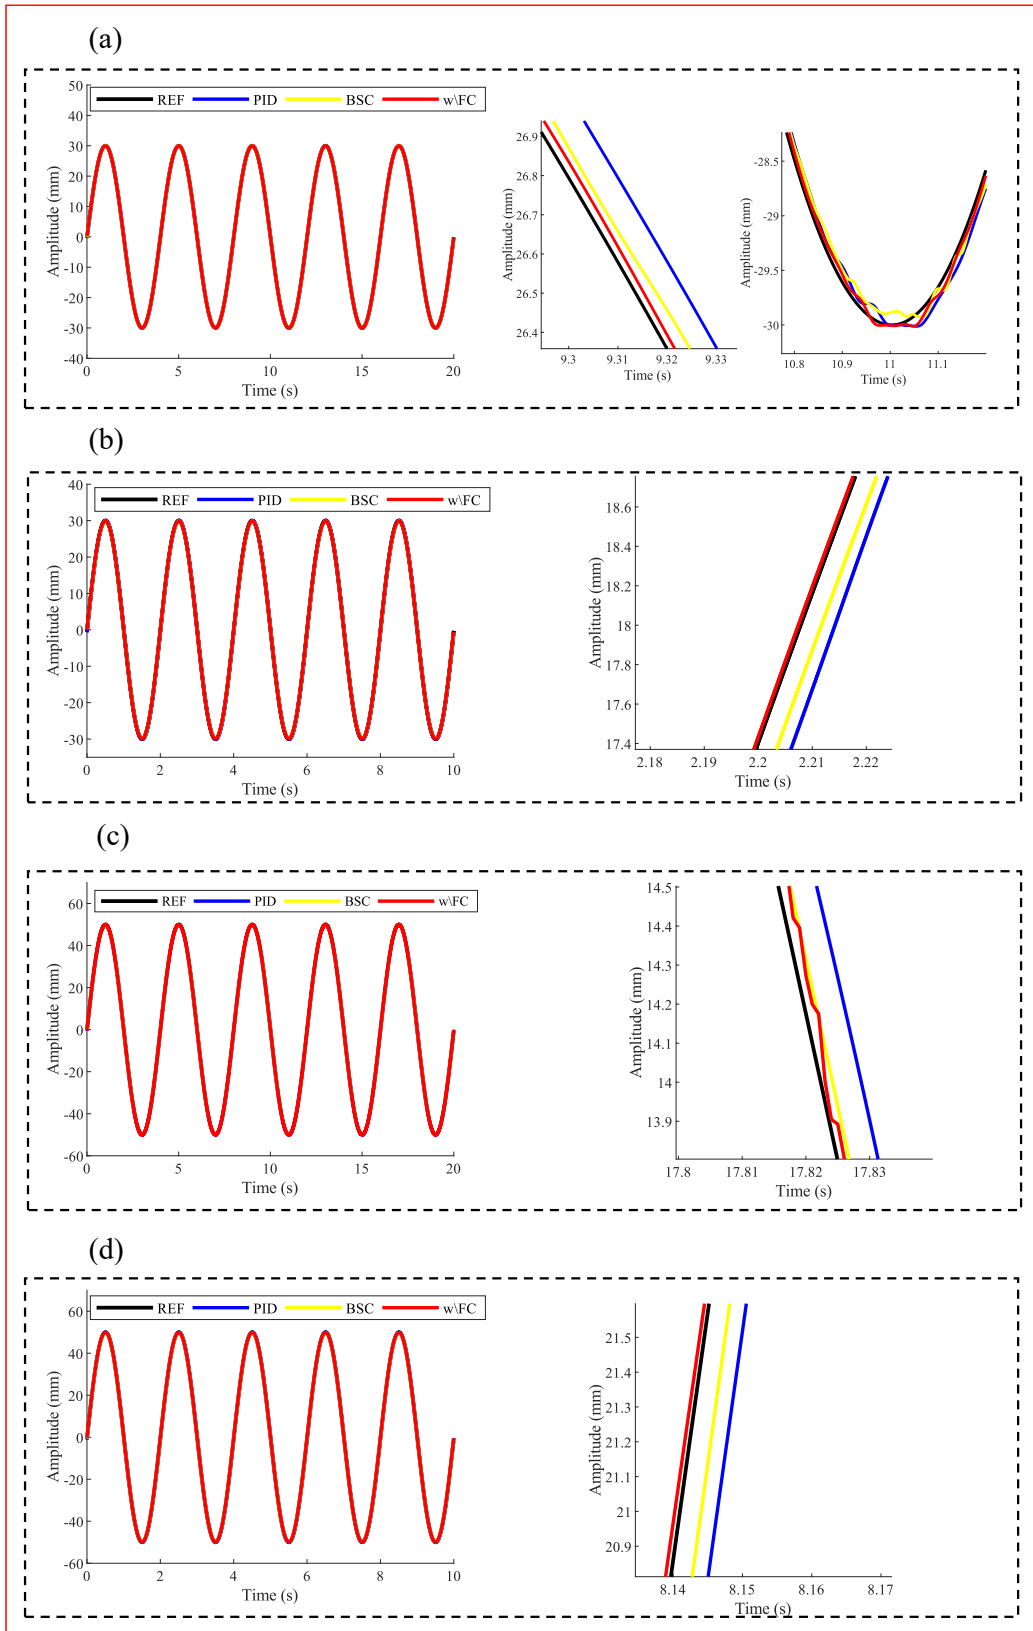 (a)
REF PID BSC w\FC
Amplitude (mm)
50
40
30
20
10
0
-10
-20
-30
-40
0 5 10 15 20
Time (s)
Amplitude (mm)
26.9
26.8
26.7
26.6
26.5
26.4
9.3 9.31 9.32 9.33
Time (s)
Amplitude (mm)
-28.5
-29
-29.5
-30
10.8 10.9 11 11.1
Time (s)
(b)
REF PID BSC w\FC
Amplitude (mm)
40
30
20
10
0
-10
-20
-30
0 2 4 6 8 10
Time (s)
Amplitude (mm)
18.6
18.4
18.2
18
17.8
17.6
17.4
2.18 2.19 2.2 2.21 2.22
Time (s)
(c)
REF PID BSC w\FC
Amplitude (mm)
60
40
20
0
-20
-40
-60
0 5 10 15 20
Time (s)
Amplitude (mm)
14.5
14.4
14.3
14.2
14.1
14
13.9
17.8 17.81 17.82 17.83
Time (s)
(d)
REF PID BSC w\FC
Amplitude (mm)
60
40
20
0
-20
-40
-60
0 2 4 6 8 10
Time (s)
Amplitude (mm)
21.5
21.4
21.3
21.2
21.1
21
20.9
8.14 8.15 8.16 8.17
Time (s)